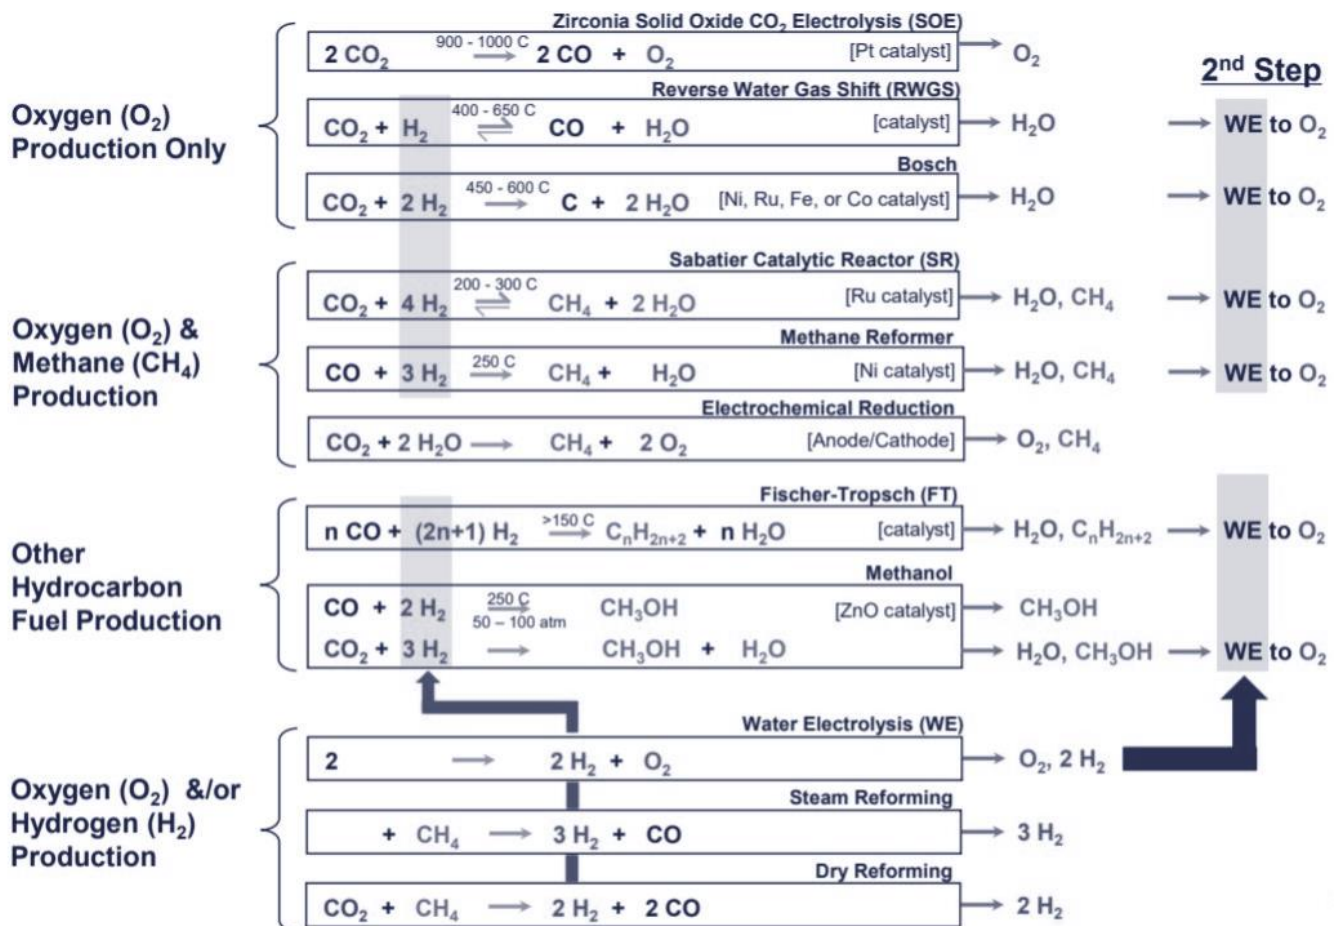 Zirconia Solid Oxide CO₂ Electrolysis (SOE)
2 CO₂ 900 - 1000 C 2 CO + O₂ [Pt catalyst] → O₂
2nd Step
Oxygen (O₂)
Production Only
Reverse Water Gas Shift (RWGS)
CO₂ + H₂ 400 - 650 C ⇌ CO + H₂O [catalyst] → H₂O → WE to O₂
Bosch
CO₂ + 2 H₂ 450 - 600 C → C + 2 H₂O [Ni, Ru, Fe, or Co catalyst] → H₂O → WE to O₂
Oxygen (O₂) &
Methane (CH₄)
Production
Sabatier Catalytic Reactor (SR)
CO₂ + 4 H₂ 200 - 300 C ⇌ CH₄ + 2 H₂O [Ru catalyst] → H₂O, CH₄ → WE to O₂
Methane Reformer
CO + 3 H₂ 250 C → CH₄ + H₂O [Ni catalyst] → H₂O, CH₄ → WE to O₂
Electrochemical Reduction
CO₂ + 2 H₂O → CH₄ + 2 O₂ [Anode/Cathode] → O₂, CH₄
Other
Hydrocarbon
Fuel Production
Fischer-Tropsch (FT)
n CO + (2n+1) H₂ >150 C → CₙH₂ₙ₊₂ + n H₂O [catalyst] → H₂O, CₙH₂ₙ₊₂ → WE to O₂
Methanol
CO + 2 H₂ 250 C → 50 – 100 atm CH₃OH [ZnO catalyst] → CH₃OH
CO₂ + 3 H₂ → CH₃OH + H₂O → H₂O, CH₃OH → WE to O₂
Oxygen (O₂) &/or
Hydrogen (H₂)
Production
Water Electrolysis (WE)
2 → 2 H₂ + O₂ → O₂, 2 H₂
Steam Reforming
+ CH₄ → 3 H₂ + CO → 3 H₂
Dry Reforming
CO₂ + CH₄ → 2 H₂ + 2 CO → 2 H₂